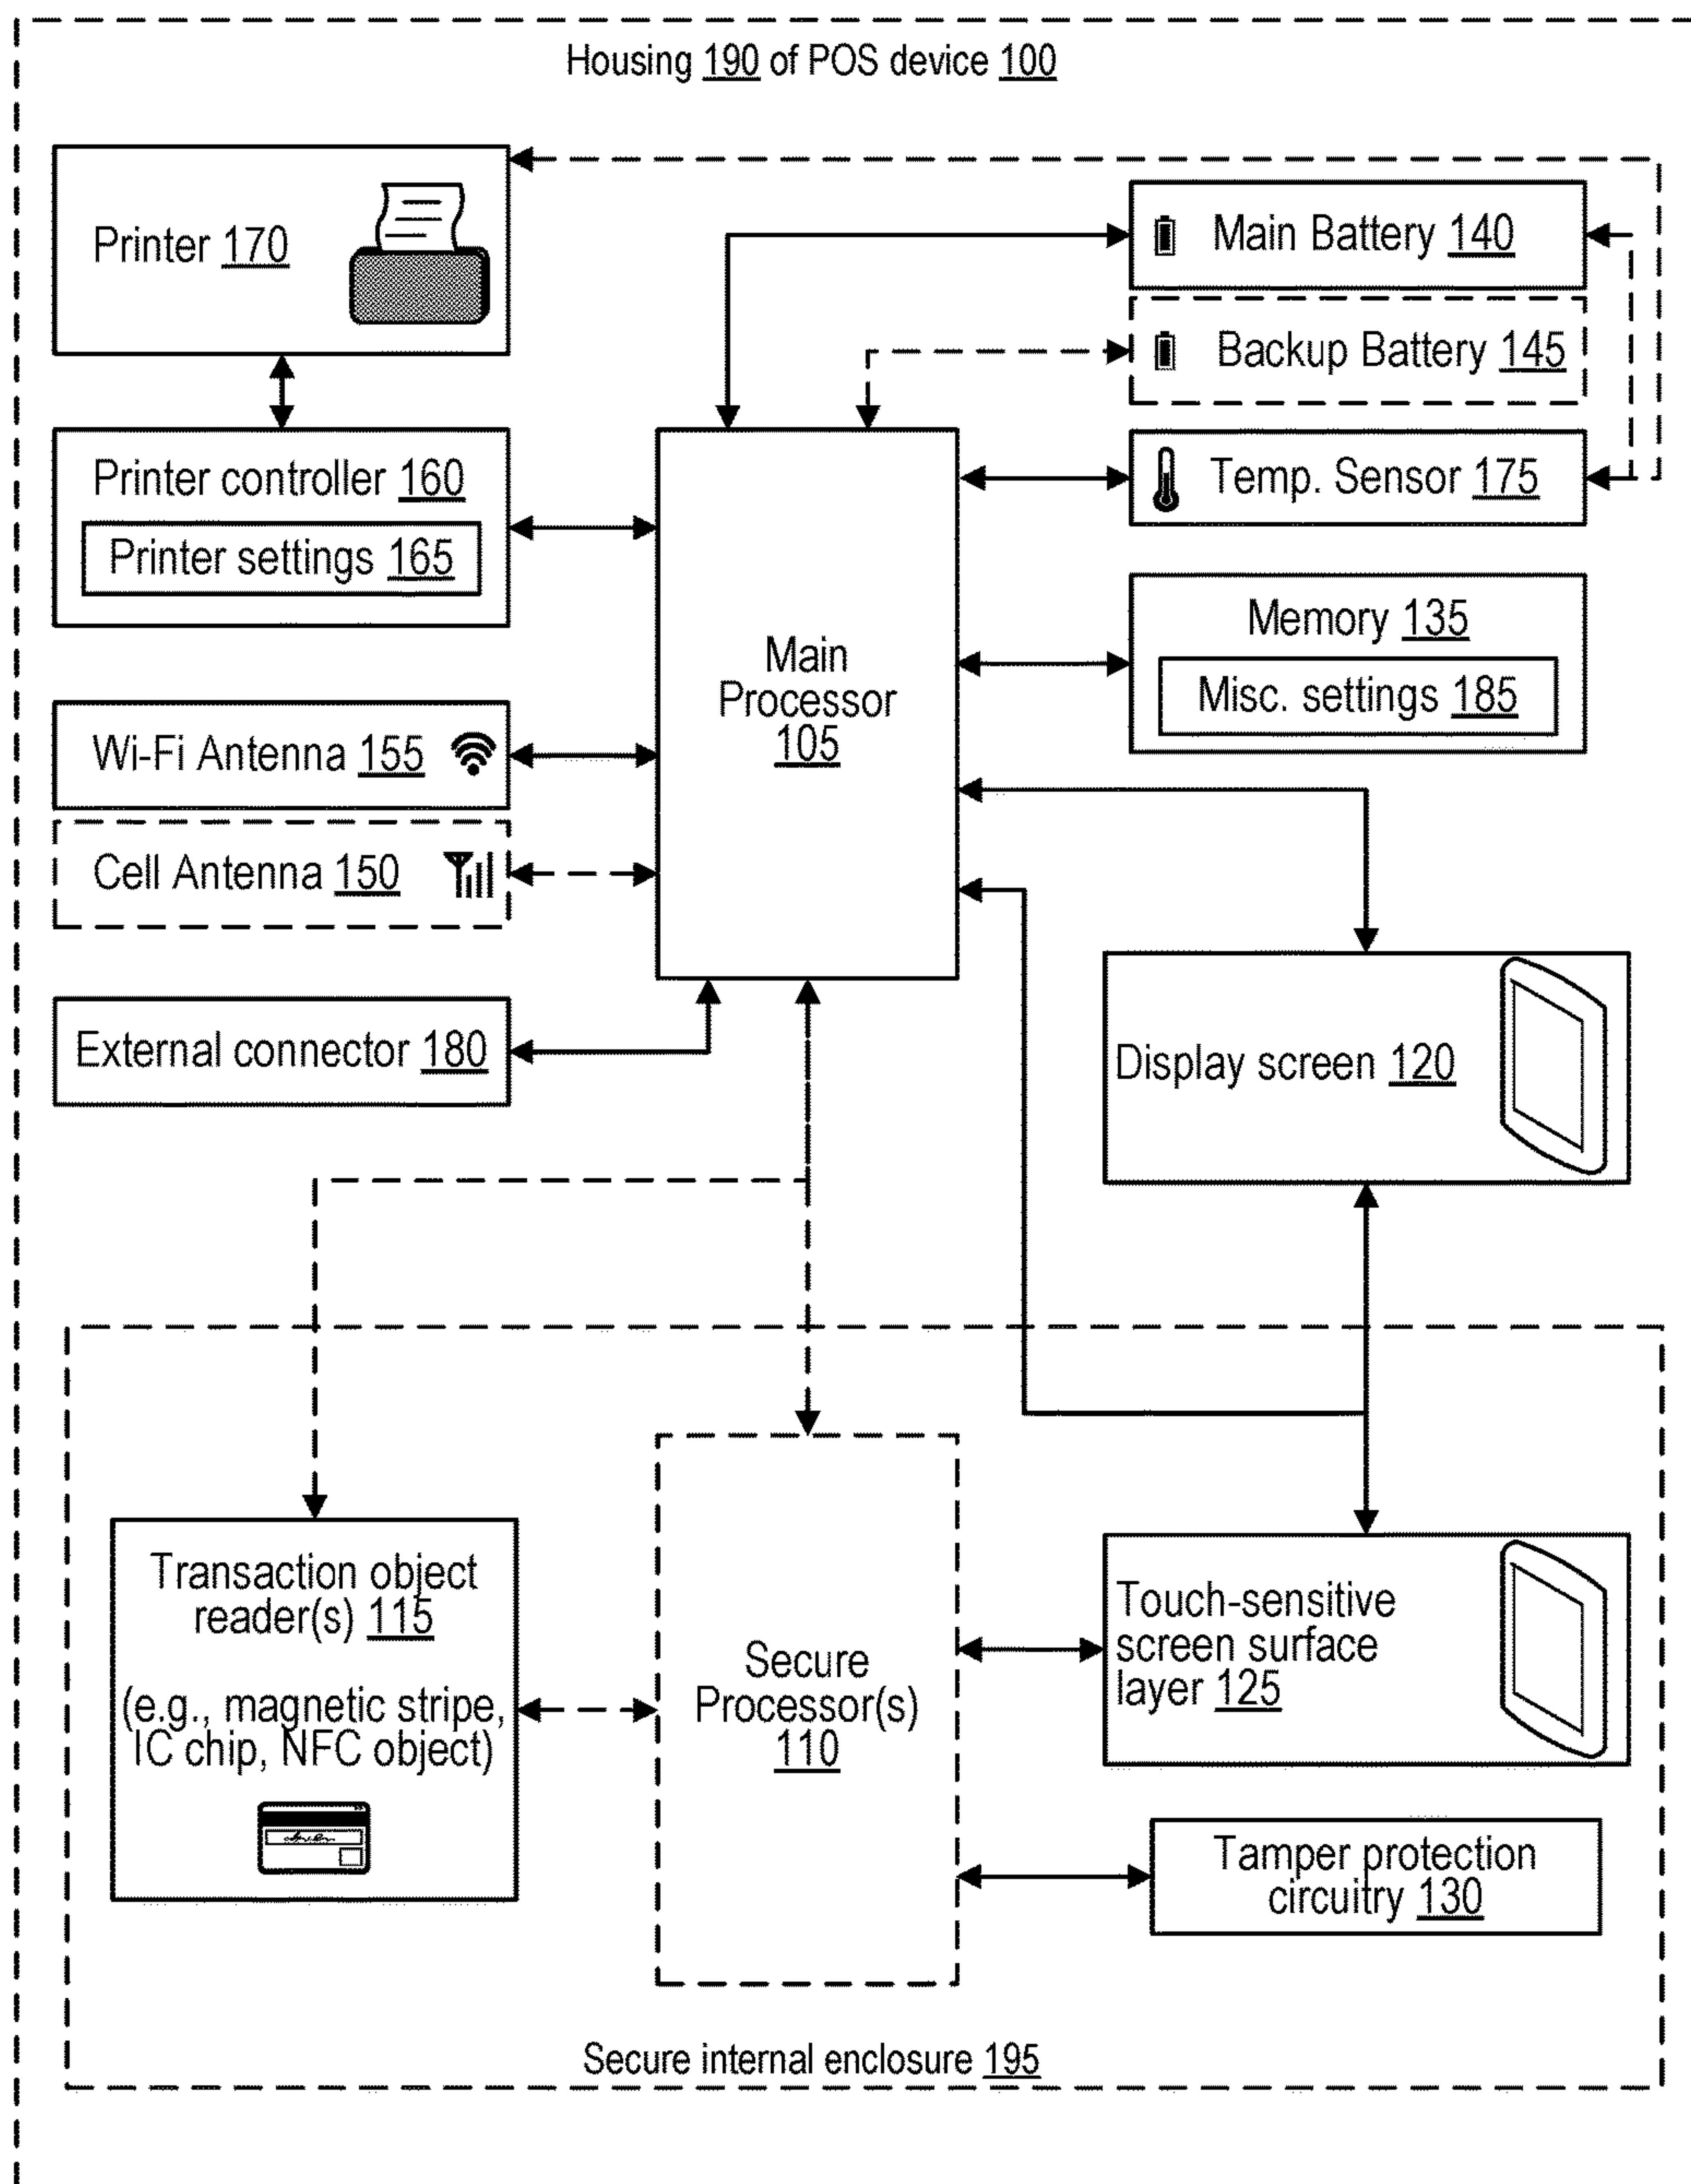 Housing 190 of POS device 100
Printer 170
Main Battery 140
Backup Battery 145
Printer controller 160
Printer settings 165
Temp. Sensor 175
Memory 135
Misc. settings 185
Main
Processor
105
Wi-Fi Antenna 155
Cell Antenna 150
External connector 180
Display screen 120
Transaction object
reader(s) 115
(e.g., magnetic stripe,
IC chip, NFC object)
Secure
Processor(s)
110
Touch-sensitive
screen surface
layer 125
Tamper protection
circuitry 130
Secure internal enclosure 195